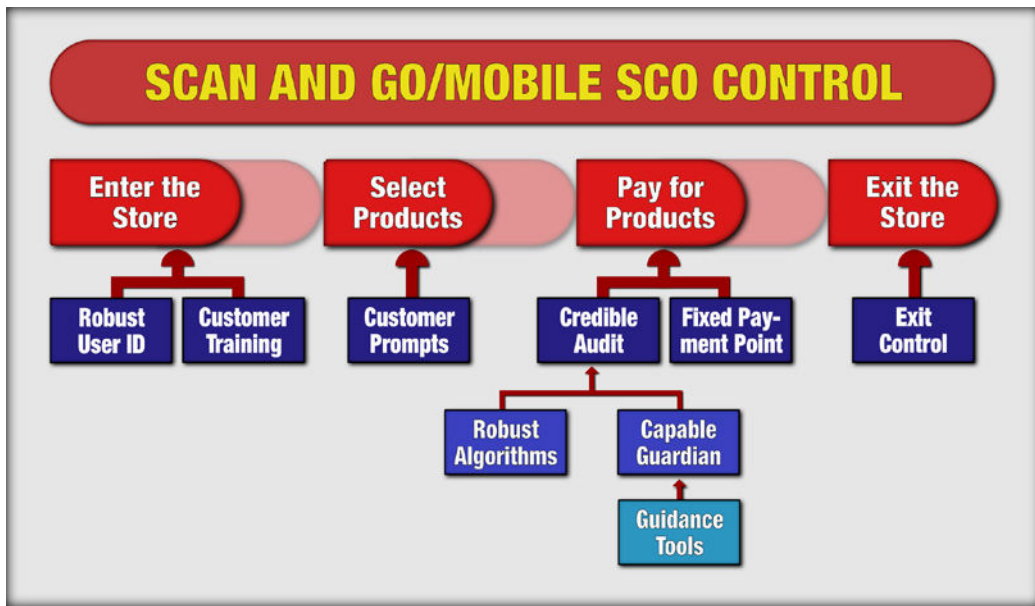 SCAN AND GO/MOBILE SCO CONTROL
Enter the
Store
Select
Products
Pay for
Products
Exit the
Store
Robust
User ID
Customer
Training
Customer
Prompts
Credible
Audit
Fixed Pay-
ment Point
Exit
Control
Robust
Algorithms
Capable
Guardian
Guidance
Tools